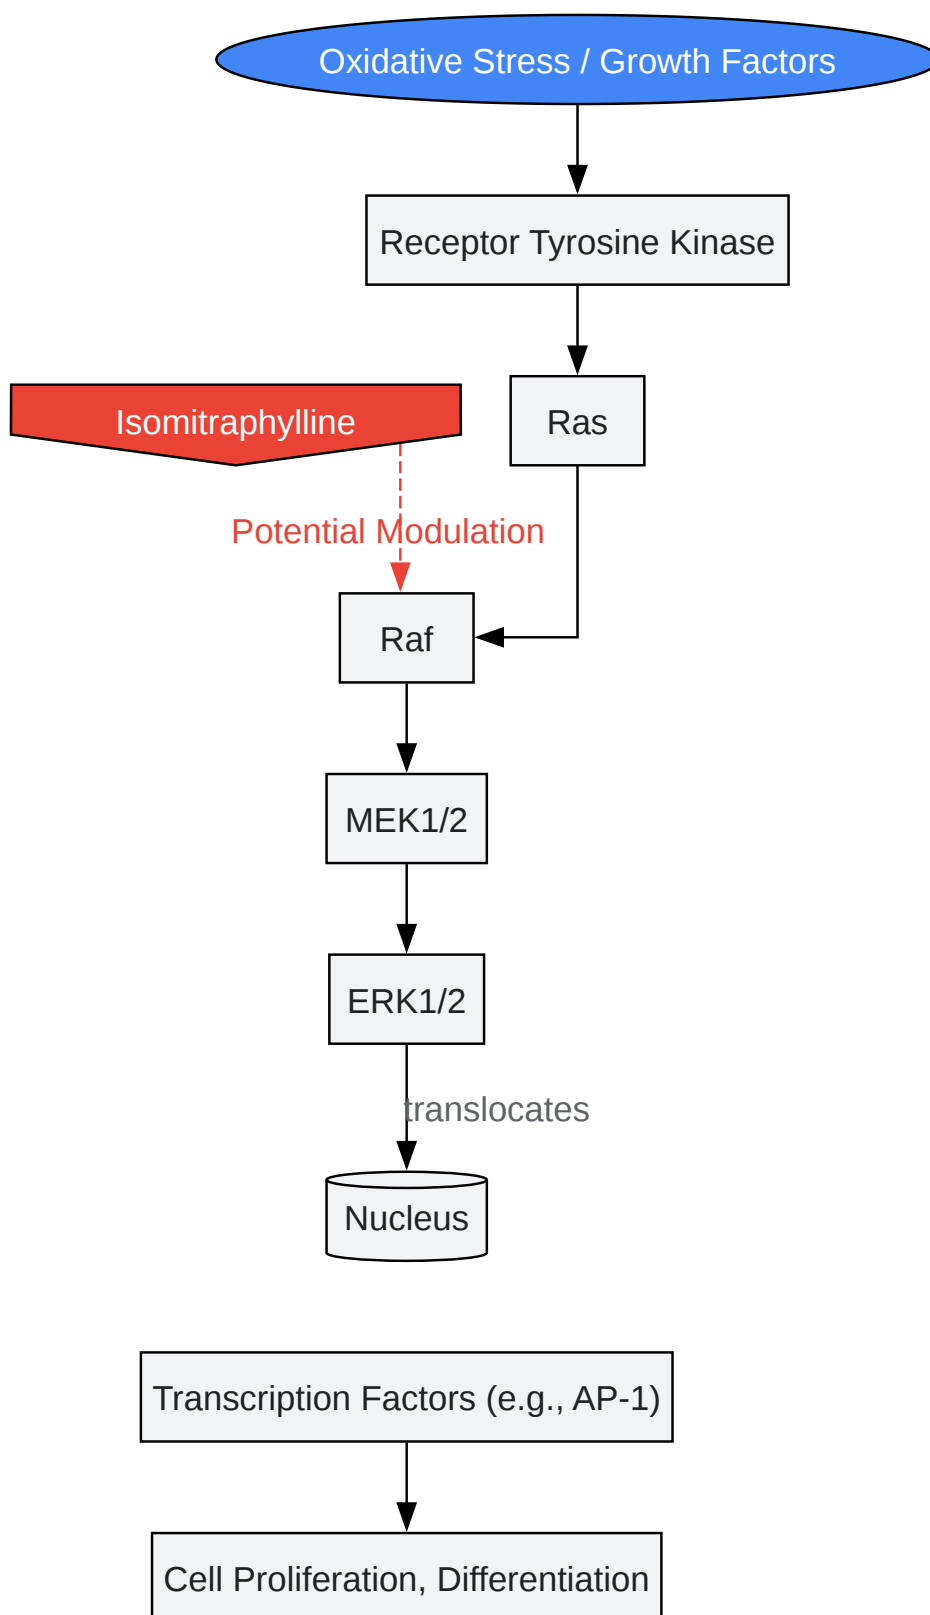 Oxidative Stress / Growth Factors
Receptor Tyrosine Kinase
Isomitraphylline
Ras
Potential Modulation
Raf
MEK1/2
ERK1/2
translocates
Nucleus
Transcription Factors (e.g., AP-1)
Cell Proliferation, Differentiation